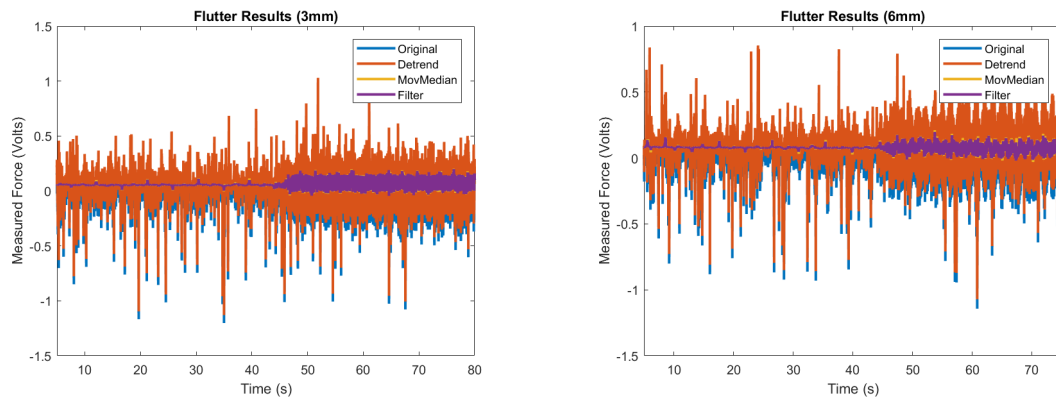 Flutter Results (3mm)
1.5
1
0.5
0
-0.5
-1
-1.5
Measured Force (Volts)
Original
Detrend
MovMedian
Filter
10
20
30
40
50
60
70
80
Time (s)
Flutter Results (6mm)
1
0.5
0
-0.5
-1
-1.5
Measured Force (Volts)
Original
Detrend
MovMedian
Filter
10
20
30
40
50
60
70
Time (s)